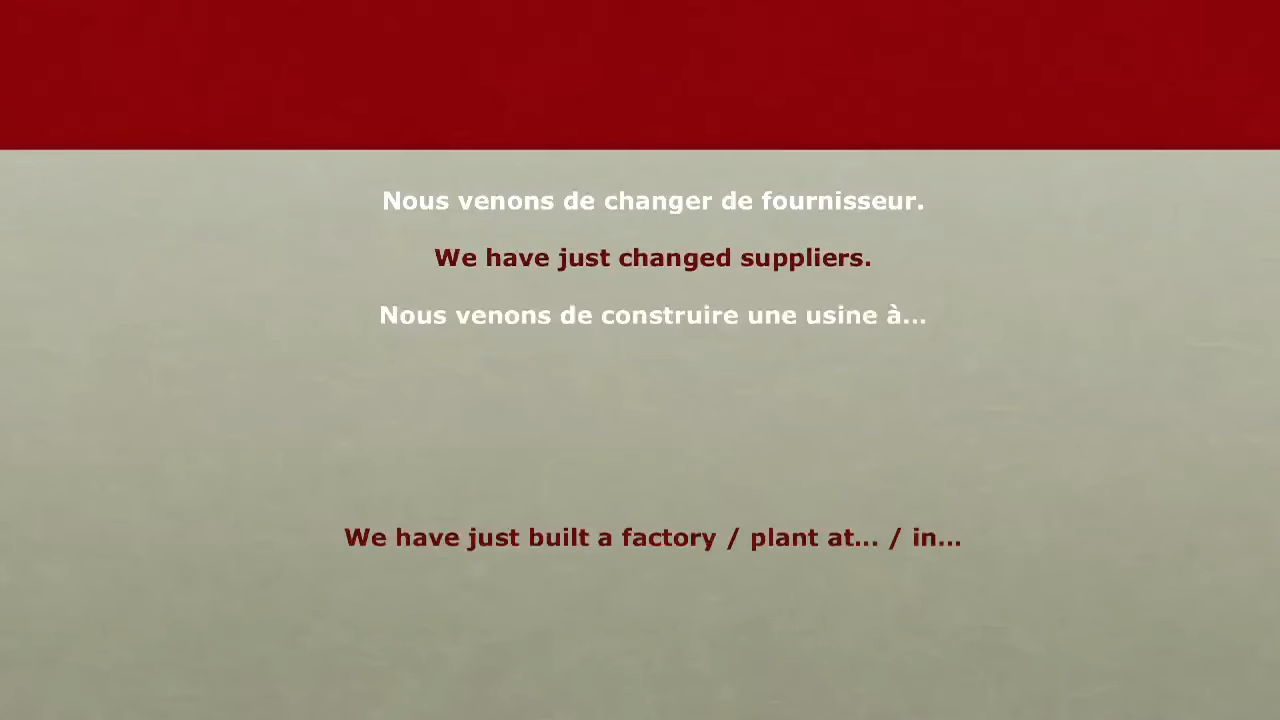 Nous venons de changer de fournisseur.
We have just changed suppliers.
Nous venons de construire une usine à...
We have just built a factory / plant at... / in...